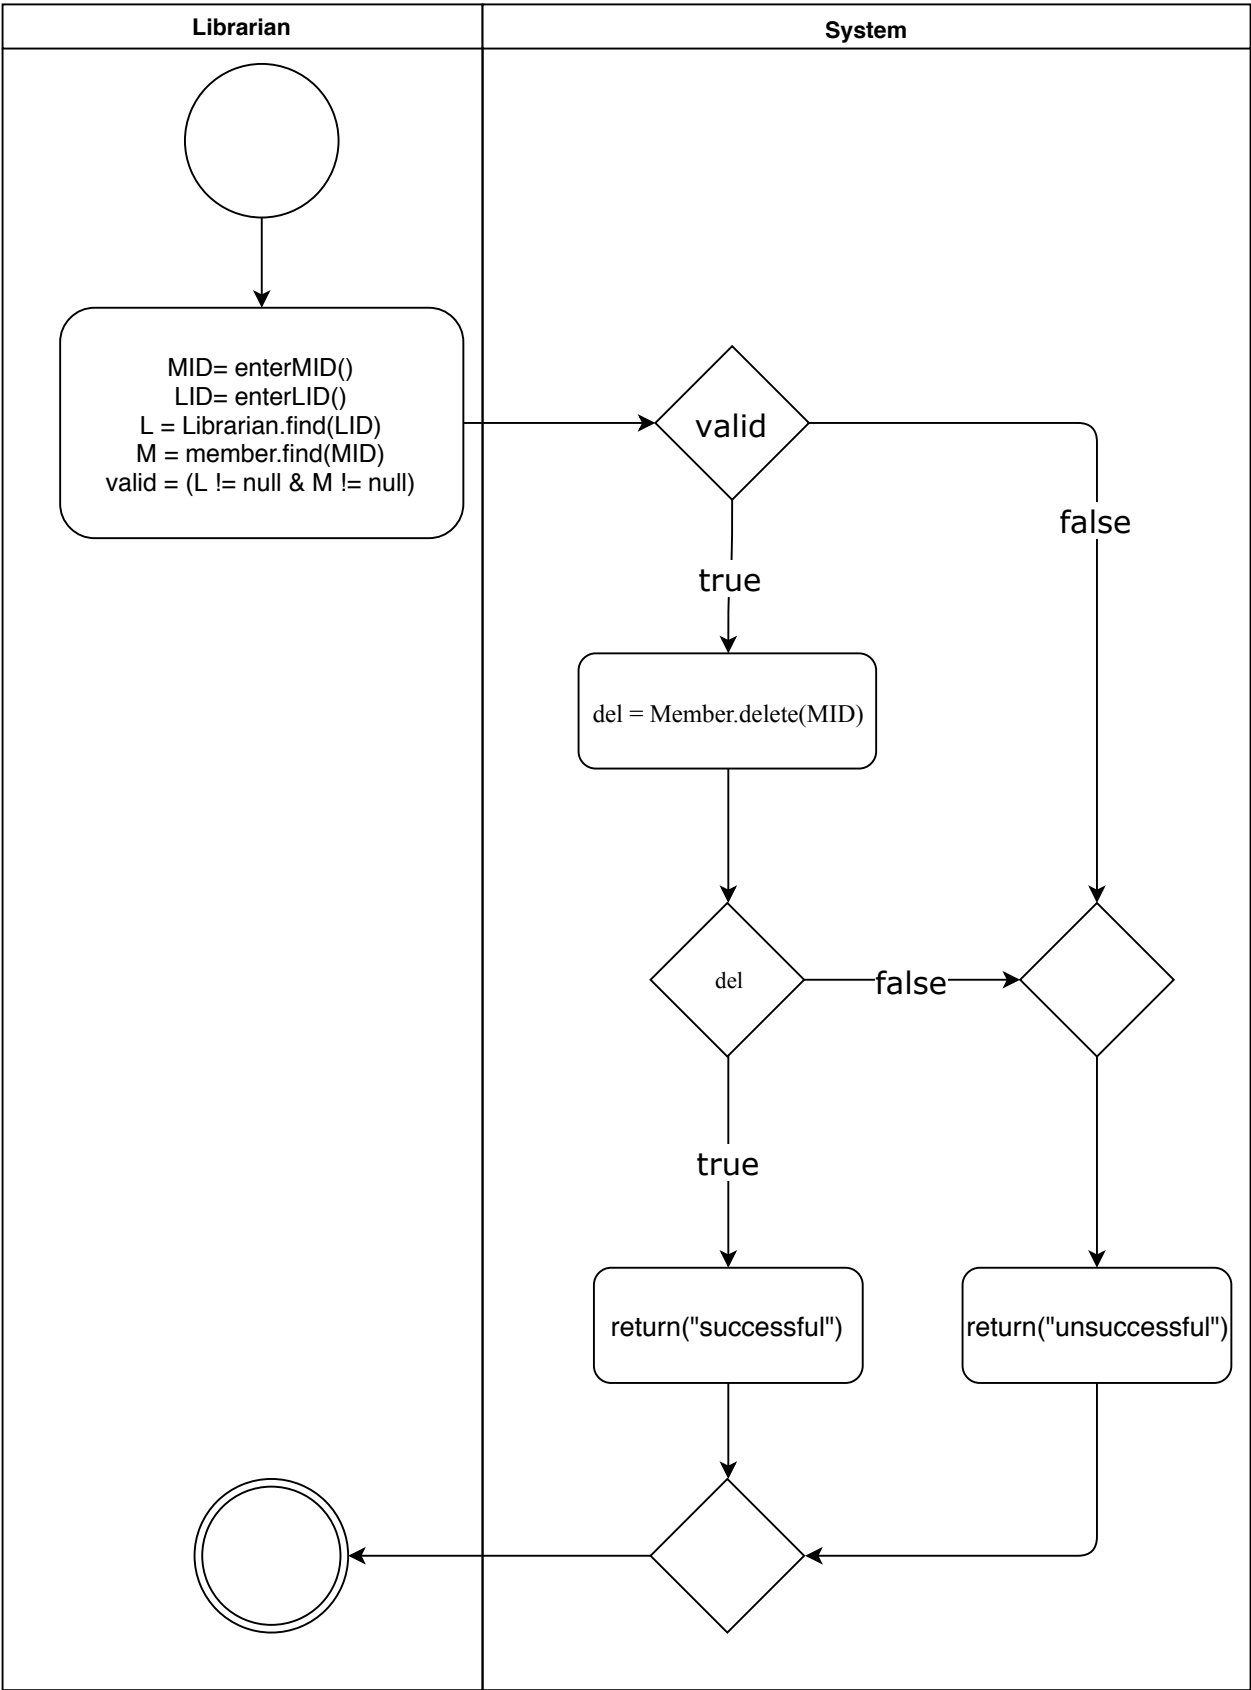 Librarian
System
MID= enterMID()
LID= enterLID()
L = Librarian.find(LID)
M = member.find(MID)
valid = (L != null & M != null)
valid
false
true
del = Member.delete(MID)
del
false
true
return("successful")
return("unsuccessful")